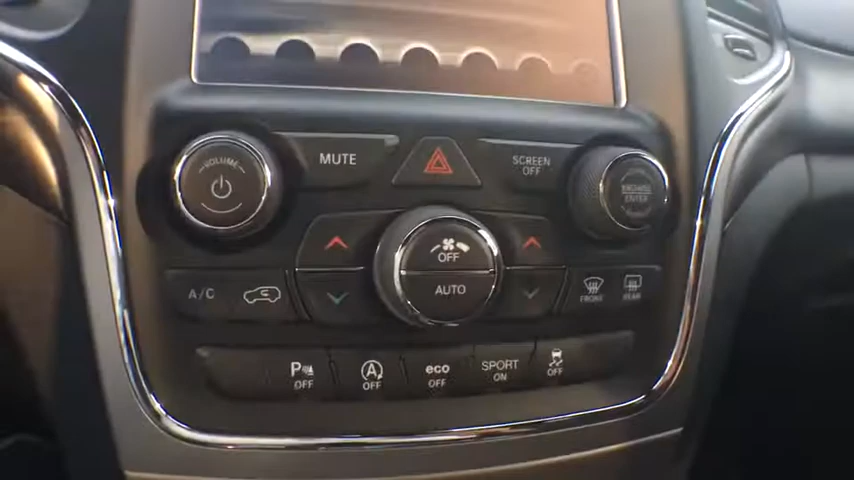 VOLUME
MUTE
SCREEN
OFF
BROWSE
ENTER
OFF
AUTO
A/C
FRONT
REAR
P OFF
A OFF
eco
OFF
SPORT
ON
OFF